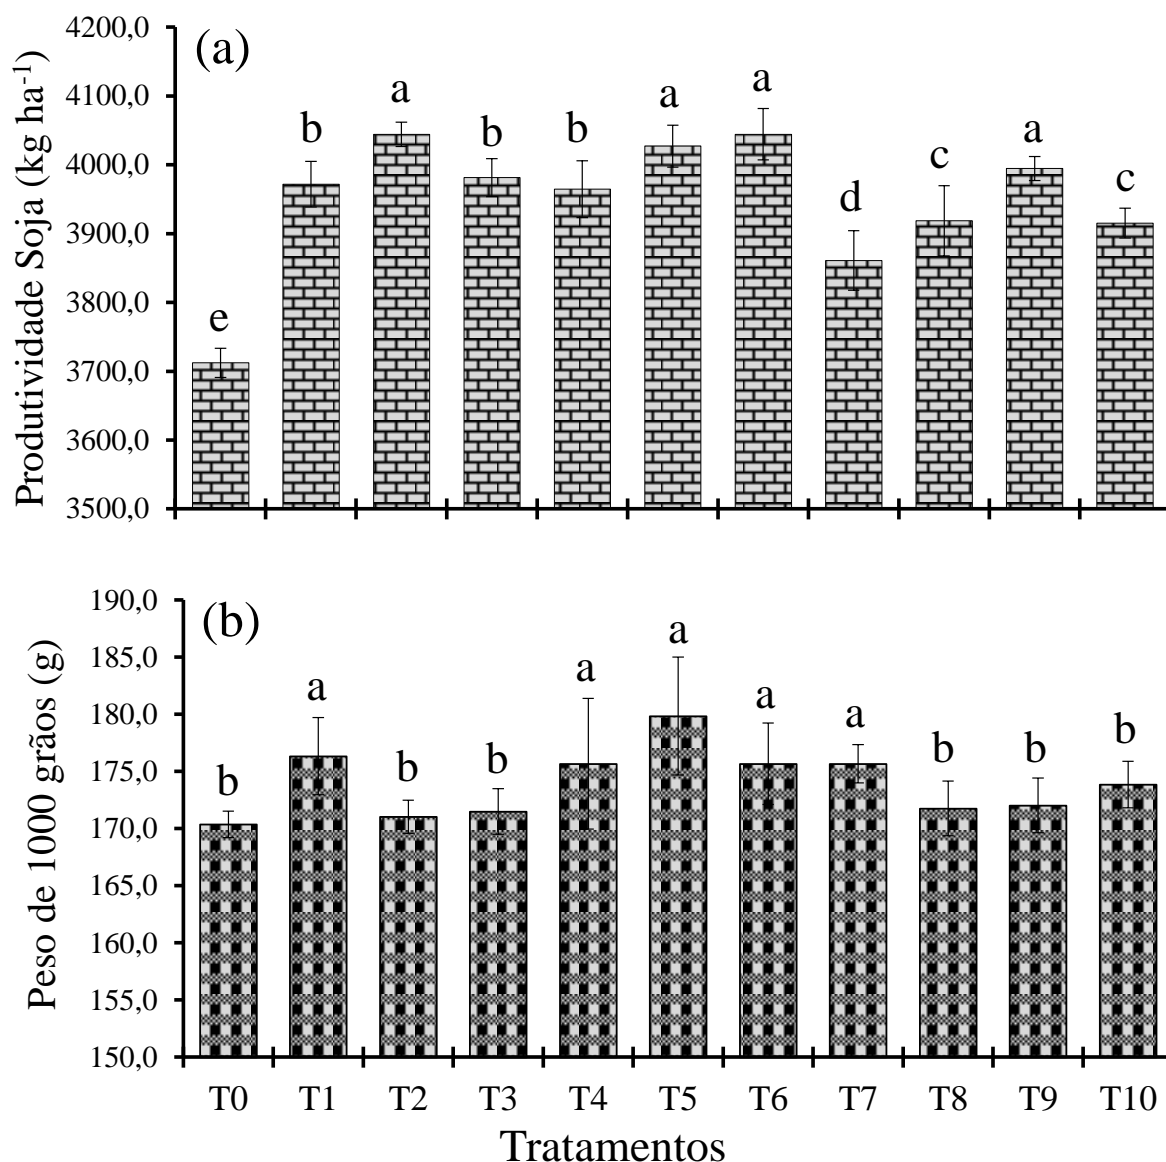 (a)
Produtividade Soja (kg ha⁻¹)
4200,0
4100,0
4000,0
3900,0
3800,0
3700,0
3600,0
3500,0
e b a b b a a d c a c
(b)
Peso de 1000 grãos (g)
190,0
185,0
180,0
175,0
170,0
165,0
160,0
155,0
150,0
b a b b a a a a b b b
T0 T1 T2 T3 T4 T5 T6 T7 T8 T9 T10
Tratamentos